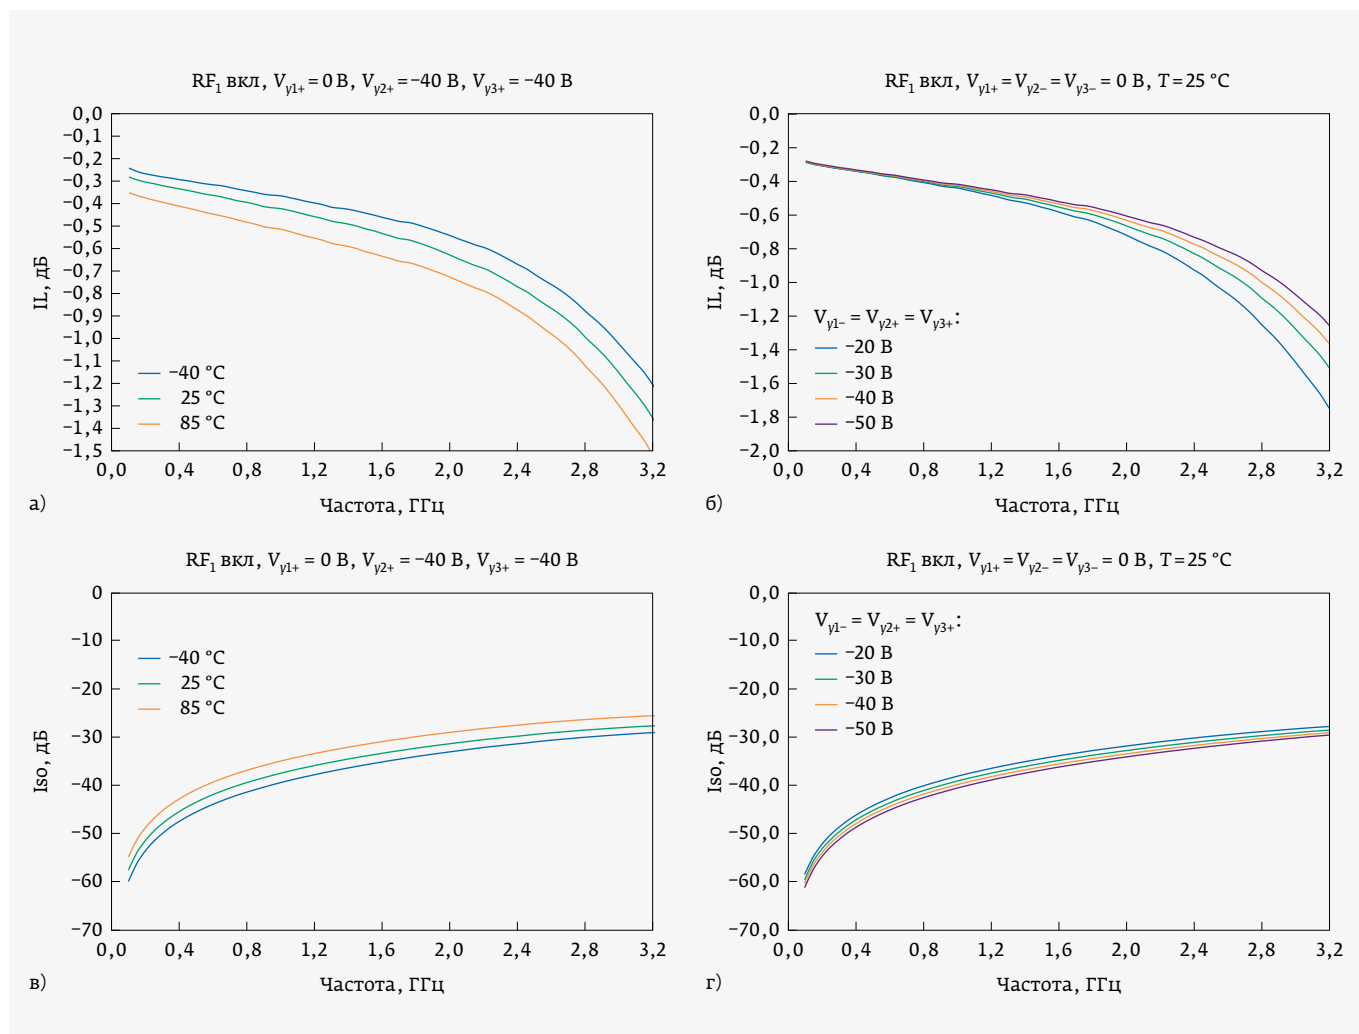 RF1 вкл, Vy1+ = 0 В, Vy2+ = −40 В, Vy3+ = −40 В
0,0
−0,1
−0,2
−0,3
−0,4
−0,5
−0,6
−0,7
−0,8
−0,9
−1,0
−1,1
−1,2
−1,3
−1,4
−1,5
IL, дБ
−40 °C
25 °C
85 °C
0,0 0,4 0,8 1,2 1,6 2,0 2,4 2,8 3,2
Частота, ГГц
а)
RF1 вкл, Vy1+ = Vy2− = Vy3− = 0 В, T = 25 °C
0,0
−0,2
−0,4
−0,6
−0,8
−1,0
−1,2
−1,4
−1,6
−1,8
−2,0
IL, дБ
Vy1− = Vy2+ = Vy3+:
−20 В
−30 В
−40 В
−50 В
0,0 0,4 0,8 1,2 1,6 2,0 2,4 2,8 3,2
Частота, ГГц
б)
RF1 вкл, Vy1+ = 0 В, Vy2+ = −40 В, Vy3+ = −40 В
0
−10
−20
−30
−40
−50
−60
−70
Iso, дБ
−40 °C
25 °C
85 °C
0,0 0,4 0,8 1,2 1,6 2,0 2,4 2,8 3,2
Частота, ГГц
в)
RF1 вкл, Vy1+ = Vy2− = Vy3− = 0 В, T = 25 °C
0,0
−10,0
−20,0
−30,0
−40,0
−50,0
−60,0
−70,0
Iso, дБ
Vy1− = Vy2+ = Vy3+:
−20 В
−30 В
−40 В
−50 В
0,0 0,4 0,8 1,2 1,6 2,0 2,4 2,8 3,2
Частота, ГГц
г)